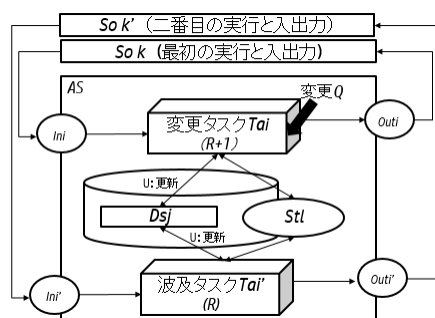 So k’（二番目の実行と入出力）
So k（最初の実行と入出力）
AS
変更Q
Ini
変更タスクTai
(R+1)
Outi
U:更新
Dsj
Stl
U:更新
Ini’
波及タスクTai’
(R)
Outi’